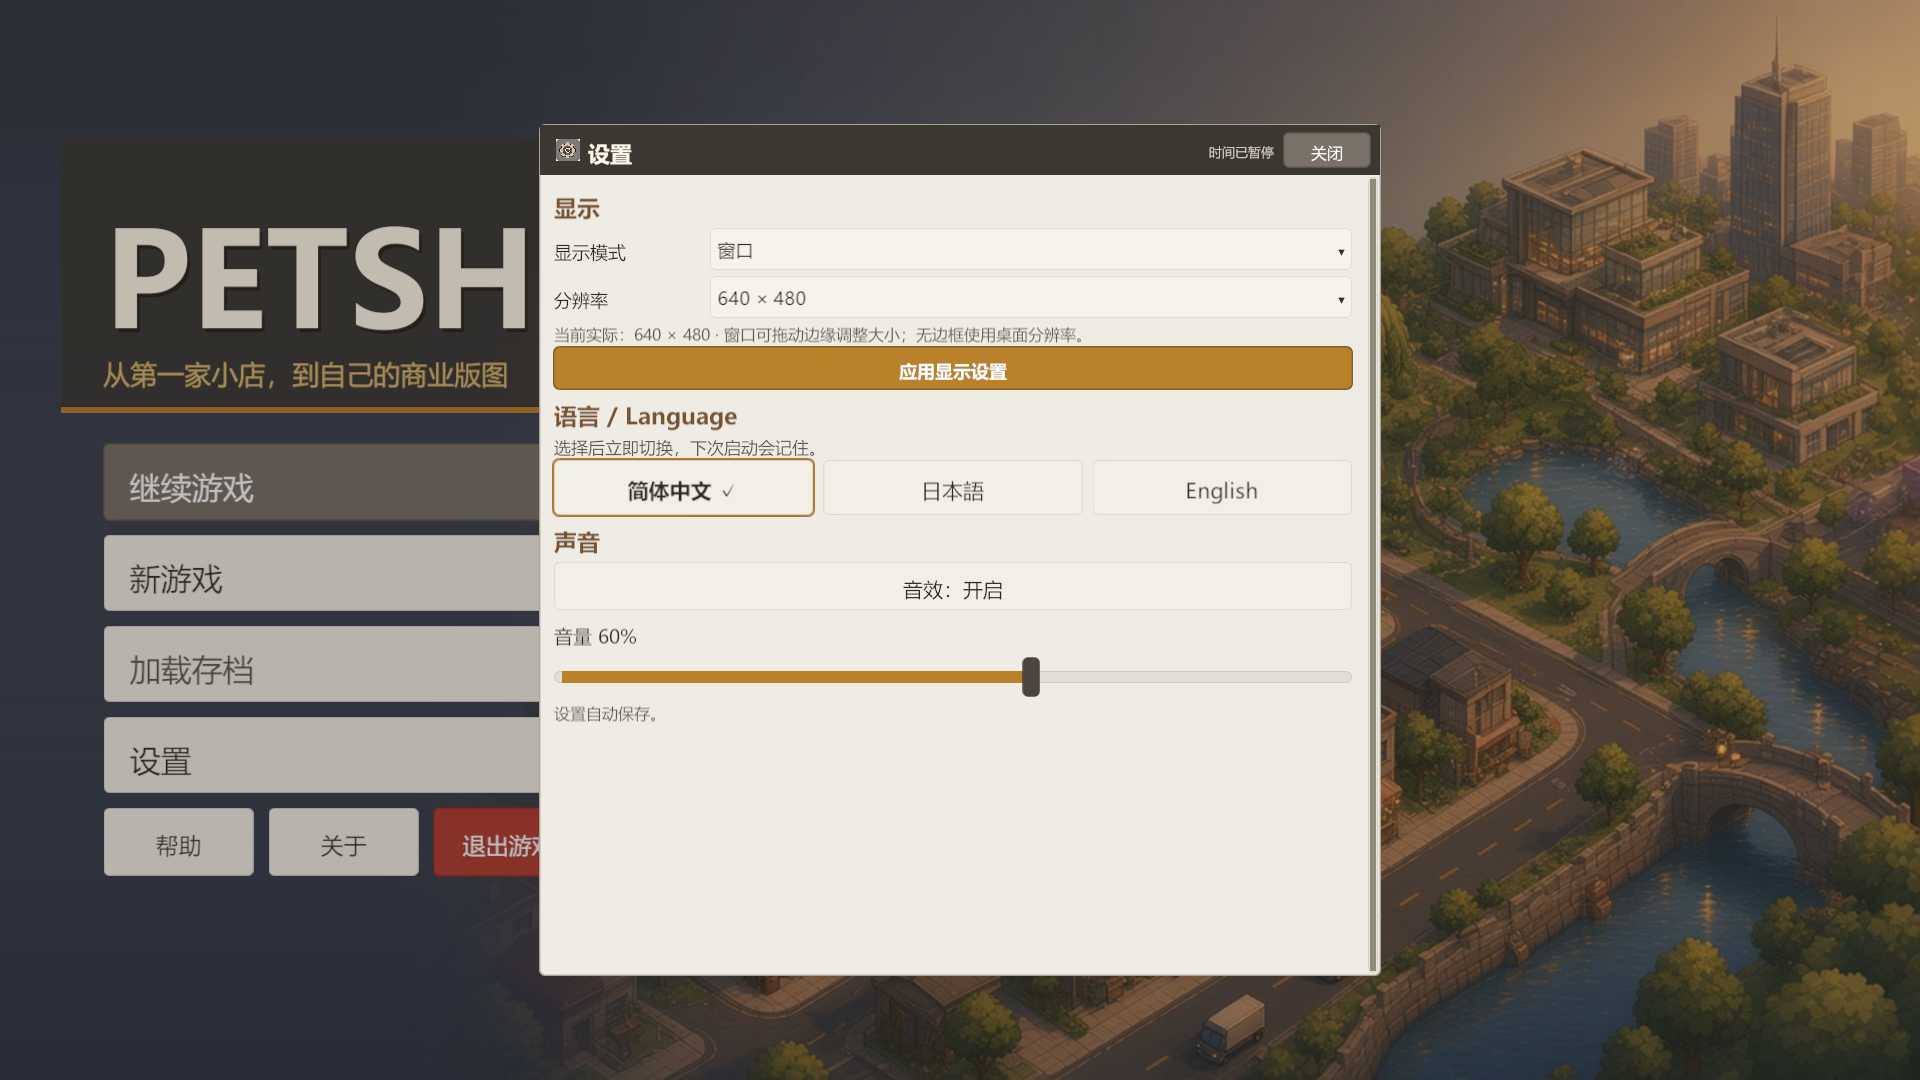 PETSH
从第一家小店，到自己的商业版图
继续游戏
新游戏
加载存档
设置
帮助
关于
退出游戏
设置
时间已暂停
关闭
显示
显示模式
窗口
分辨率
640 × 480
当前实际：640 × 480 · 窗口可拖动边缘调整大小；无边框使用桌面分辨率。
应用显示设置
语言 / Language
选择后立即切换，下次启动会记住。
简体中文 ✓
日本語
English
声音
音效：开启
音量 60%
设置自动保存。